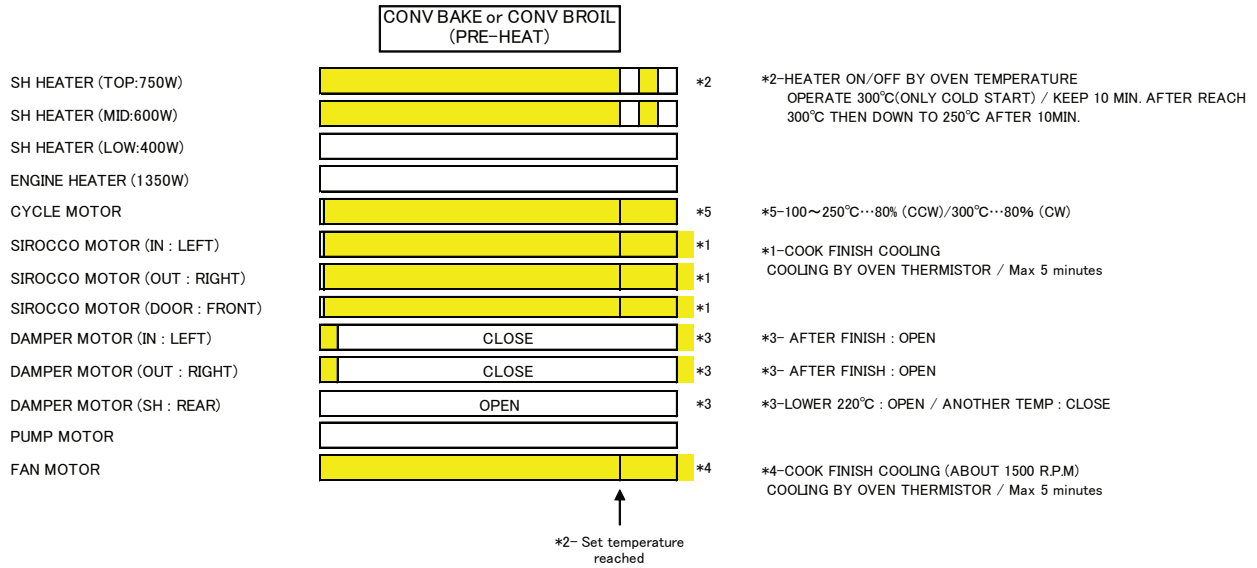 CONV BAKE or CONV BROIL
(PRE-HEAT)
SH HEATER (TOP:750W)
*2
*2-HEATER ON/OFF BY OVEN TEMPERATURE
OPERATE 300℃(ONLY COLD START) / KEEP 10 MIN. AFTER REACH
300℃ THEN DOWN TO 250℃ AFTER 10MIN.
SH HEATER (MID:600W)
SH HEATER (LOW:400W)
ENGINE HEATER (1350W)
CYCLE MOTOR
*5
*5-100~250℃···80% (CCW)/300℃···80% (CW)
SIROCCO MOTOR (IN : LEFT)
*1
*1-COOK FINISH COOLING
COOLING BY OVEN THERMISTOR / Max 5 minutes
SIROCCO MOTOR (OUT : RIGHT)
*1
SIROCCO MOTOR (DOOR : FRONT)
*1
DAMPER MOTOR (IN : LEFT)
CLOSE
*3
*3- AFTER FINISH : OPEN
DAMPER MOTOR (OUT : RIGHT)
CLOSE
*3
*3- AFTER FINISH : OPEN
DAMPER MOTOR (SH : REAR)
OPEN
*3
*3-LOWER 220℃ : OPEN / ANOTHER TEMP : CLOSE
PUMP MOTOR
FAN MOTOR
*4
*4-COOK FINISH COOLING (ABOUT 1500 R.P.M)
COOLING BY OVEN THERMISTOR / Max 5 minutes
*2- Set temperature
reached